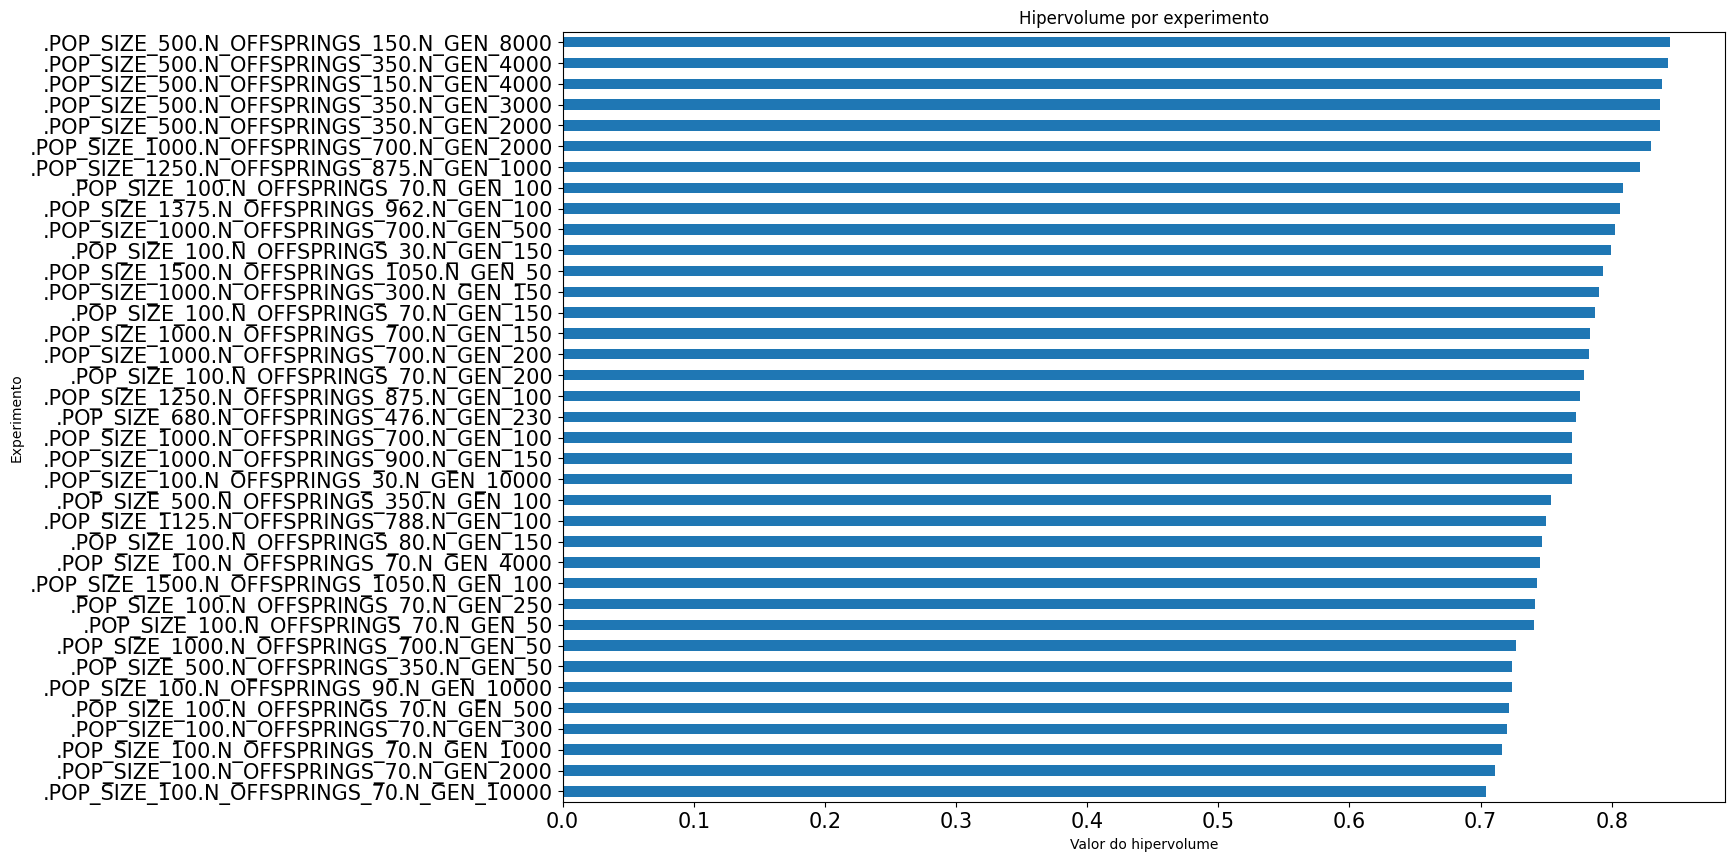 Hipervolume por experimento
Experimento
.POP_SIZE_500.N_OFFSPRINGS_150.N_GEN_8000
.POP_SIZE_500.N_OFFSPRINGS_350.N_GEN_4000
.POP_SIZE_500.N_OFFSPRINGS_150.N_GEN_4000
.POP_SIZE_500.N_OFFSPRINGS_350.N_GEN_3000
.POP_SIZE_500.N_OFFSPRINGS_350.N_GEN_2000
.POP_SIZE_1000.N_OFFSPRINGS_700.N_GEN_2000
.POP_SIZE_1250.N_OFFSPRINGS_875.N_GEN_1000
.POP_SIZE_100.N_OFFSPRINGS_70.N_GEN_100
.POP_SIZE_1375.N_OFFSPRINGS_962.N_GEN_100
.POP_SIZE_1000.N_OFFSPRINGS_700.N_GEN_500
.POP_SIZE_100.N_OFFSPRINGS_30.N_GEN_150
.POP_SIZE_1500.N_OFFSPRINGS_1050.N_GEN_50
.POP_SIZE_1000.N_OFFSPRINGS_300.N_GEN_150
.POP_SIZE_100.N_OFFSPRINGS_70.N_GEN_150
.POP_SIZE_1000.N_OFFSPRINGS_700.N_GEN_150
.POP_SIZE_1000.N_OFFSPRINGS_700.N_GEN_200
.POP_SIZE_100.N_OFFSPRINGS_70.N_GEN_200
.POP_SIZE_1250.N_OFFSPRINGS_875.N_GEN_100
.POP_SIZE_680.N_OFFSPRINGS_476.N_GEN_230
.POP_SIZE_1000.N_OFFSPRINGS_700.N_GEN_100
.POP_SIZE_1000.N_OFFSPRINGS_900.N_GEN_150
.POP_SIZE_100.N_OFFSPRINGS_30.N_GEN_10000
.POP_SIZE_500.N_OFFSPRINGS_350.N_GEN_100
.POP_SIZE_1125.N_OFFSPRINGS_788.N_GEN_100
.POP_SIZE_100.N_OFFSPRINGS_80.N_GEN_150
.POP_SIZE_100.N_OFFSPRINGS_70.N_GEN_4000
.POP_SIZE_1500.N_OFFSPRINGS_1050.N_GEN_100
.POP_SIZE_100.N_OFFSPRINGS_70.N_GEN_250
.POP_SIZE_100.N_OFFSPRINGS_70.N_GEN_50
.POP_SIZE_1000.N_OFFSPRINGS_700.N_GEN_50
.POP_SIZE_500.N_OFFSPRINGS_350.N_GEN_50
.POP_SIZE_100.N_OFFSPRINGS_90.N_GEN_10000
.POP_SIZE_100.N_OFFSPRINGS_70.N_GEN_500
.POP_SIZE_100.N_OFFSPRINGS_70.N_GEN_300
.POP_SIZE_100.N_OFFSPRINGS_70.N_GEN_1000
.POP_SIZE_100.N_OFFSPRINGS_70.N_GEN_2000
.POP_SIZE_100.N_OFFSPRINGS_70.N_GEN_10000
0.0 0.1 0.2 0.3 0.4 0.5 0.6 0.7 0.8
Valor do hipervolume